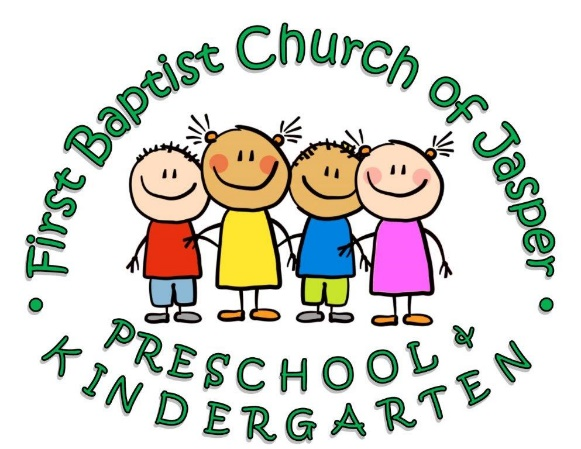 • First Baptist Church of Jasper •
PRESCHOOL &
KINDERGARTEN